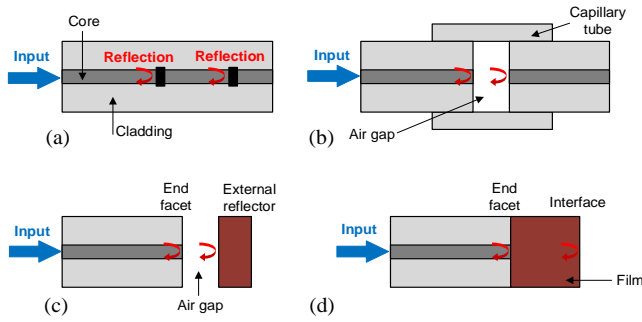 Core
Input
Reflection
Reflection
(a)
Cladding
Capillary
tube
(b)
Air gap
End
facet
External
reflector
Input
(c)
Air gap
End
facet
Interface
Input
(d)
Film